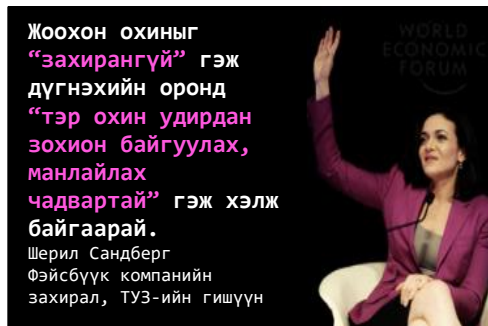 Жоохон охиныг
“захирангүй” гэж
дүгнэхийн оронд
“тэр охин удирдан
зохион байгуулах,
манлайлах
чадвартай” гэж хэлж
байгаарай.
Шерил Сандберг
Фэйсбүүк компанийн
захирал, ТУЗ-ийн гишүүн
WORLD
ECONOMIC
FORUM